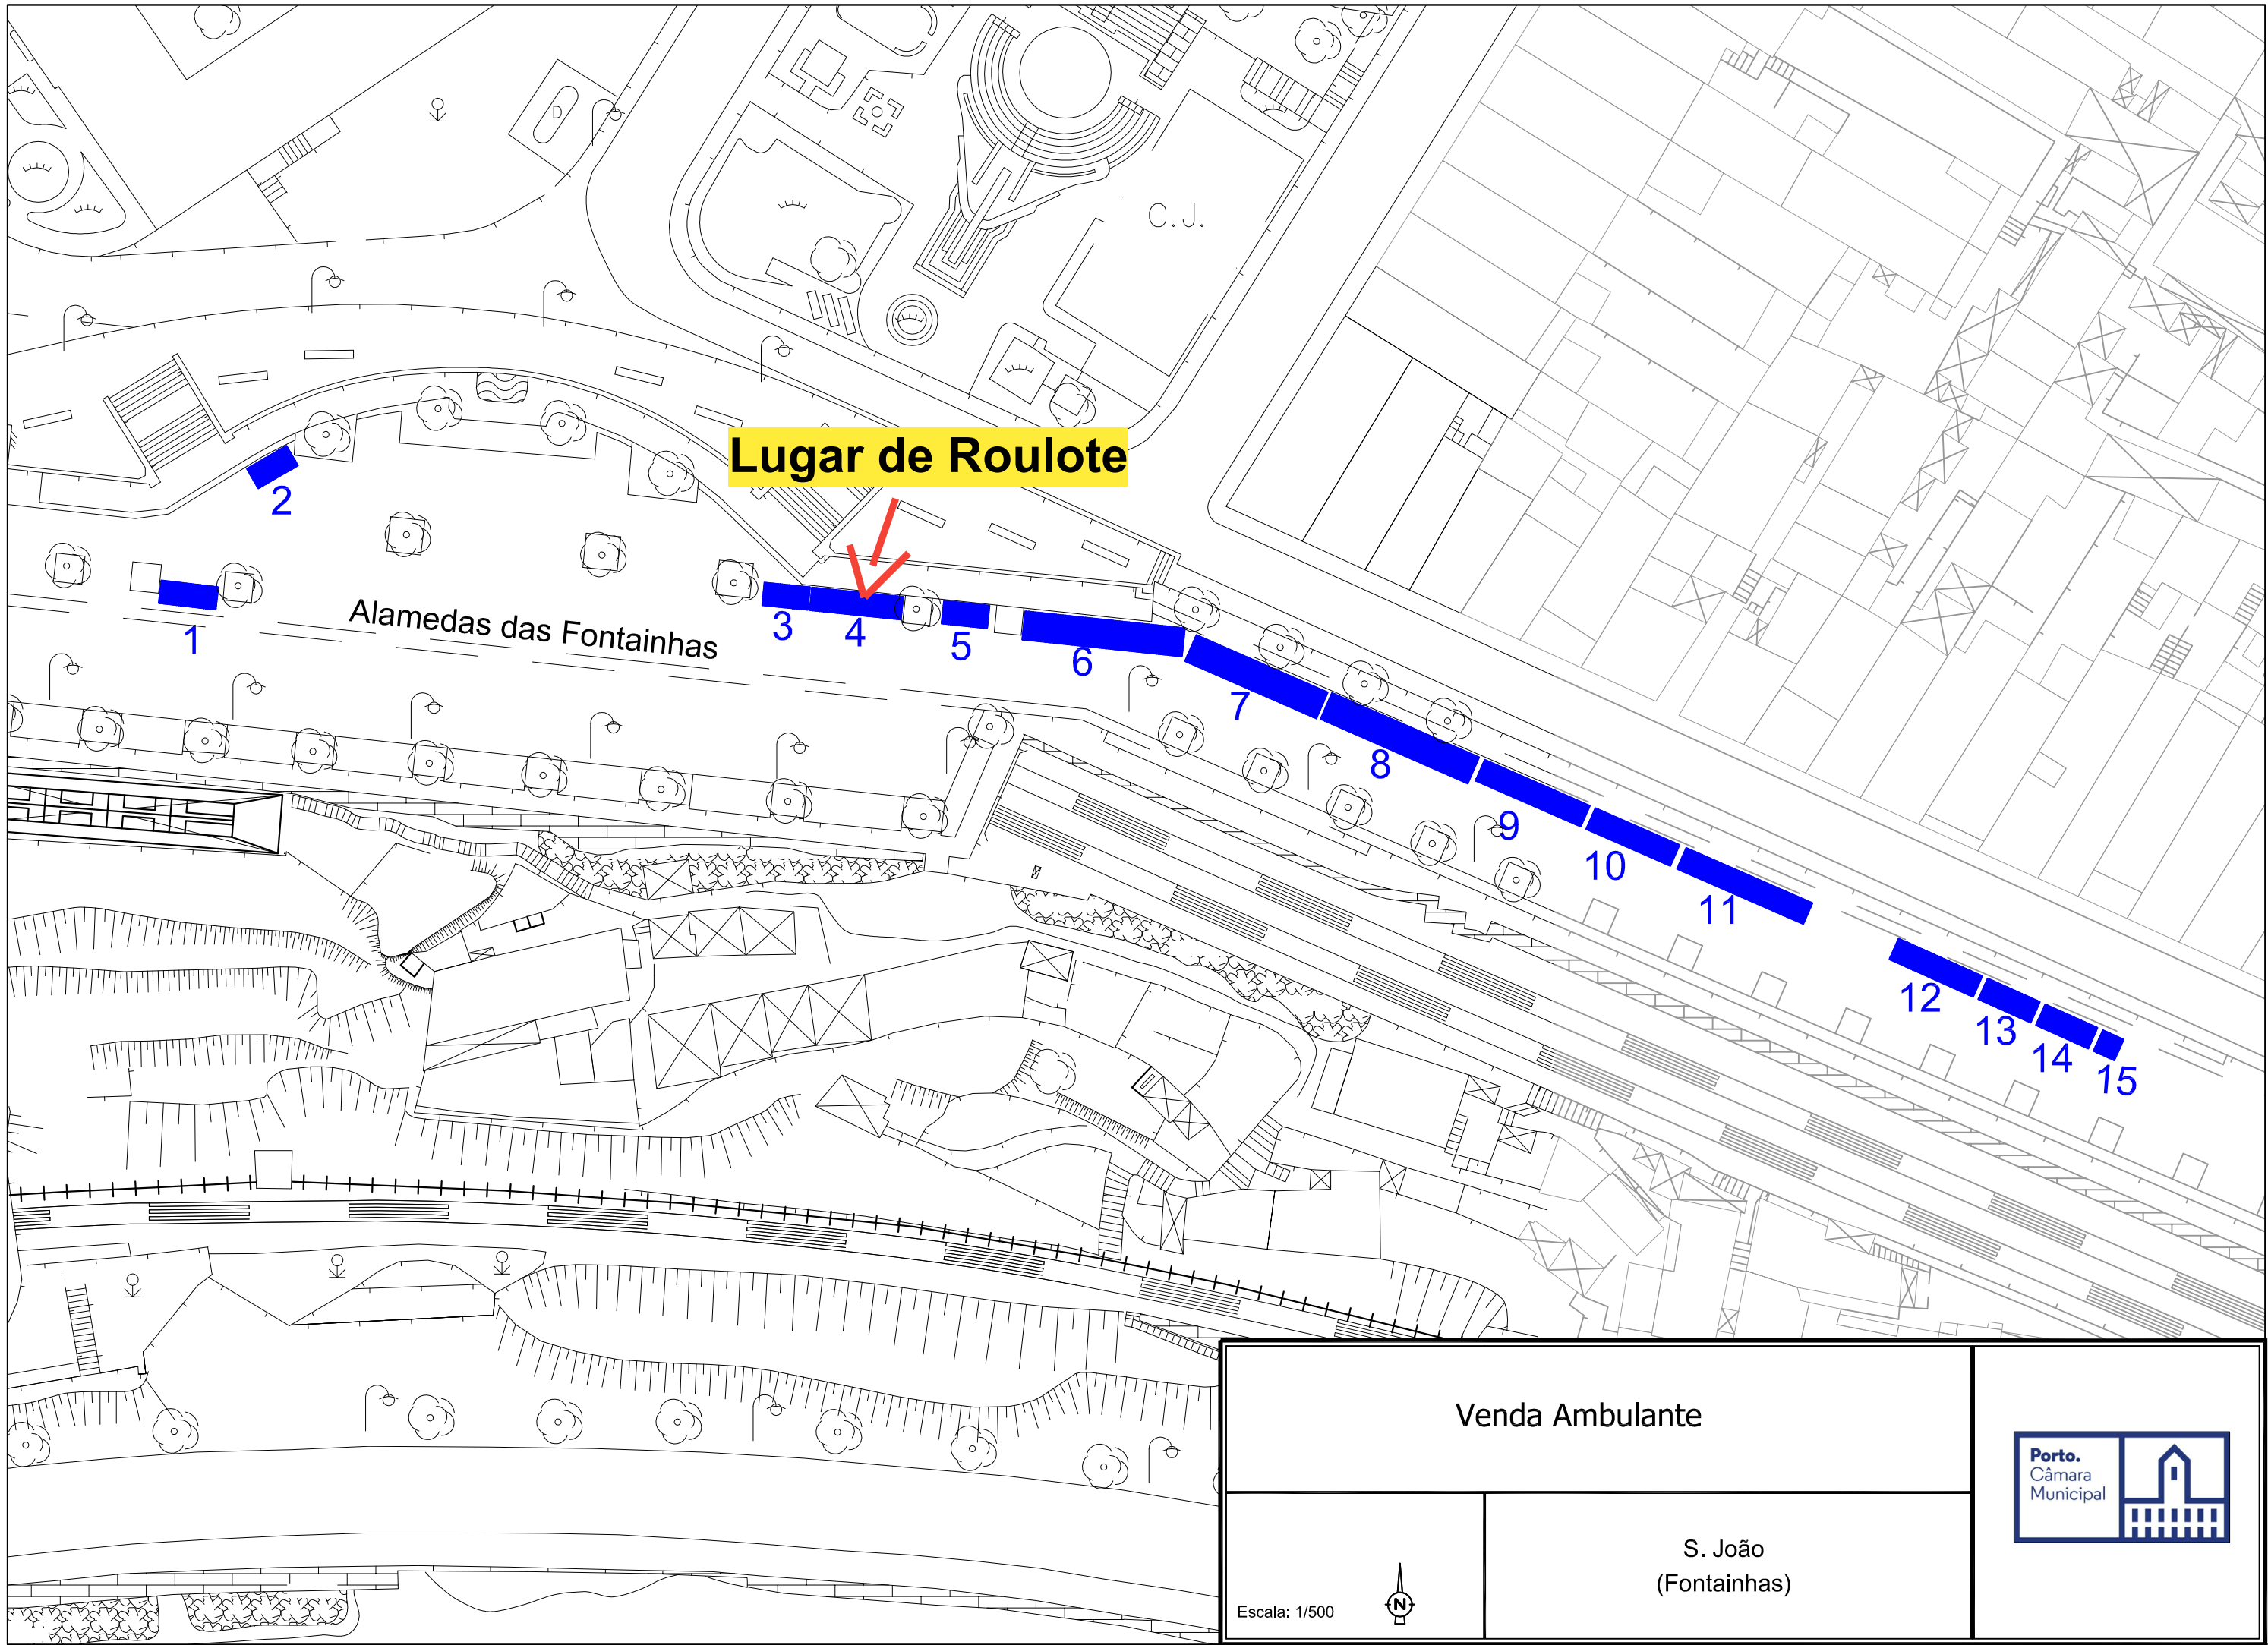 C.J.
Lugar de Roulote
2
Alamedas das Fontainhas
1
3
4
5
6
7
8
9
10
11
12
13
14
15
Venda Ambulante
Porto.
Câmara
Municipal
S. João
(Fontainhas)
Escala: 1/500
N